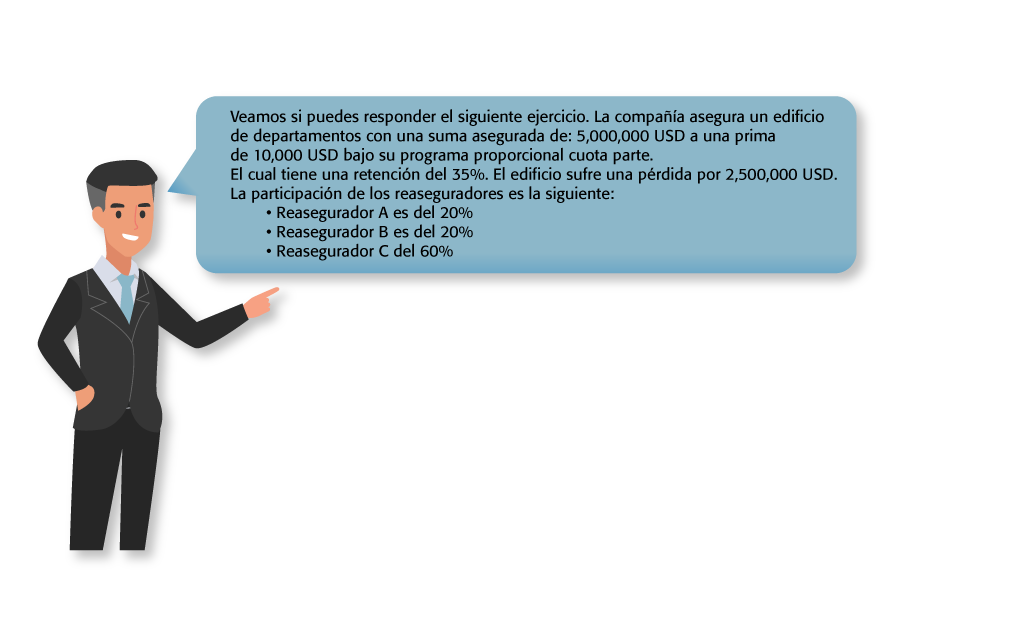 Veamos si puedes responder el siguiente ejercicio. La compañía asegura un edificio
de departamentos con una suma asegurada de: 5,000,000 USD a una prima
de 10,000 USD bajo su programa proporcional cuota parte.
El cual tiene una retención del 35%. El edificio sufre una pérdida por 2,500,000 USD.
La participación de los reaseguradores es la siguiente:
• Reasegurador A es del 20%
• Reasegurador B es del 20%
• Reasegurador C del 60%